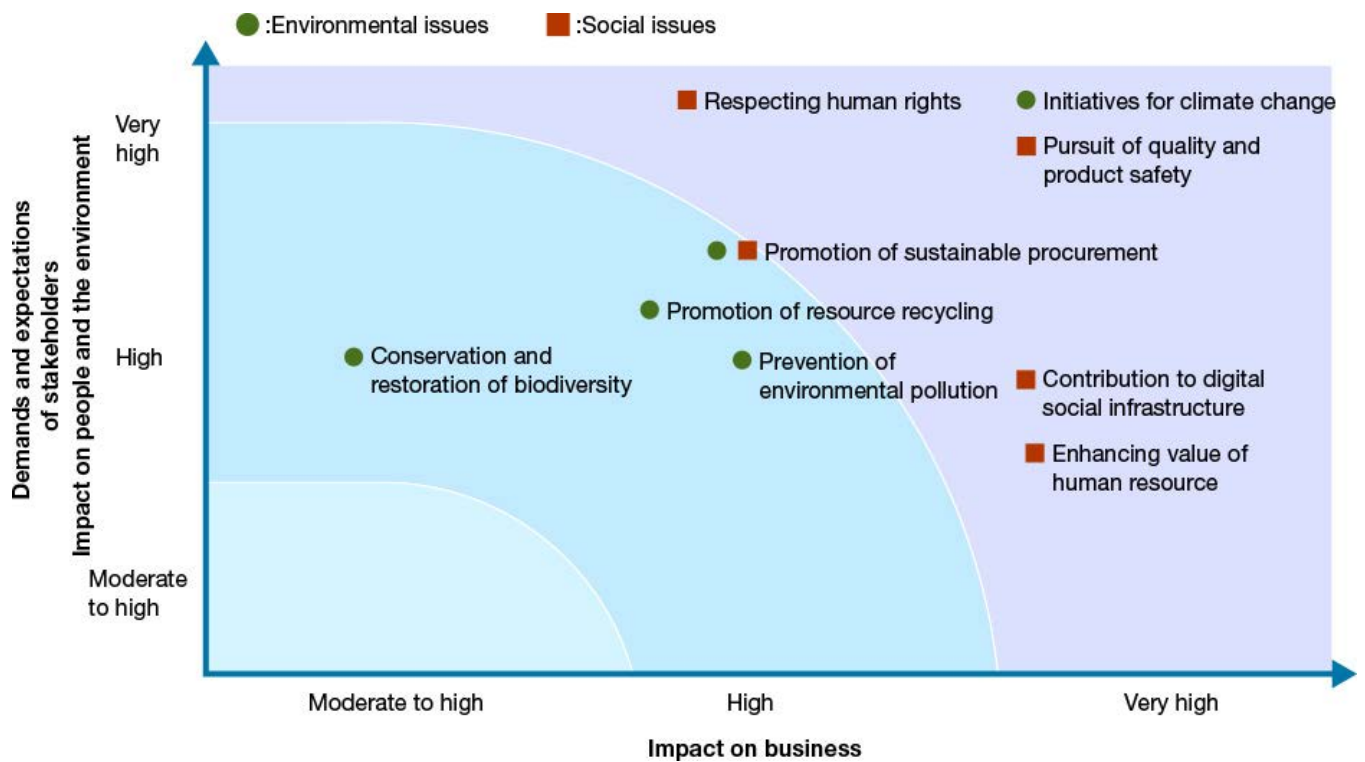 :Environmental issues
:Social issues
Demands and expectations
of stakeholders
Impact on people and the environment
Very
high
High
Moderate
to high
Respecting human rights
Initiatives for climate change
Pursuit of quality and
product safety
Promotion of sustainable procurement
Promotion of resource recycling
Conservation and
restoration of biodiversity
Prevention of
environmental pollution
Contribution to digital
social infrastructure
Enhancing value of
human resource
Moderate to high
High
Very high
Impact on business